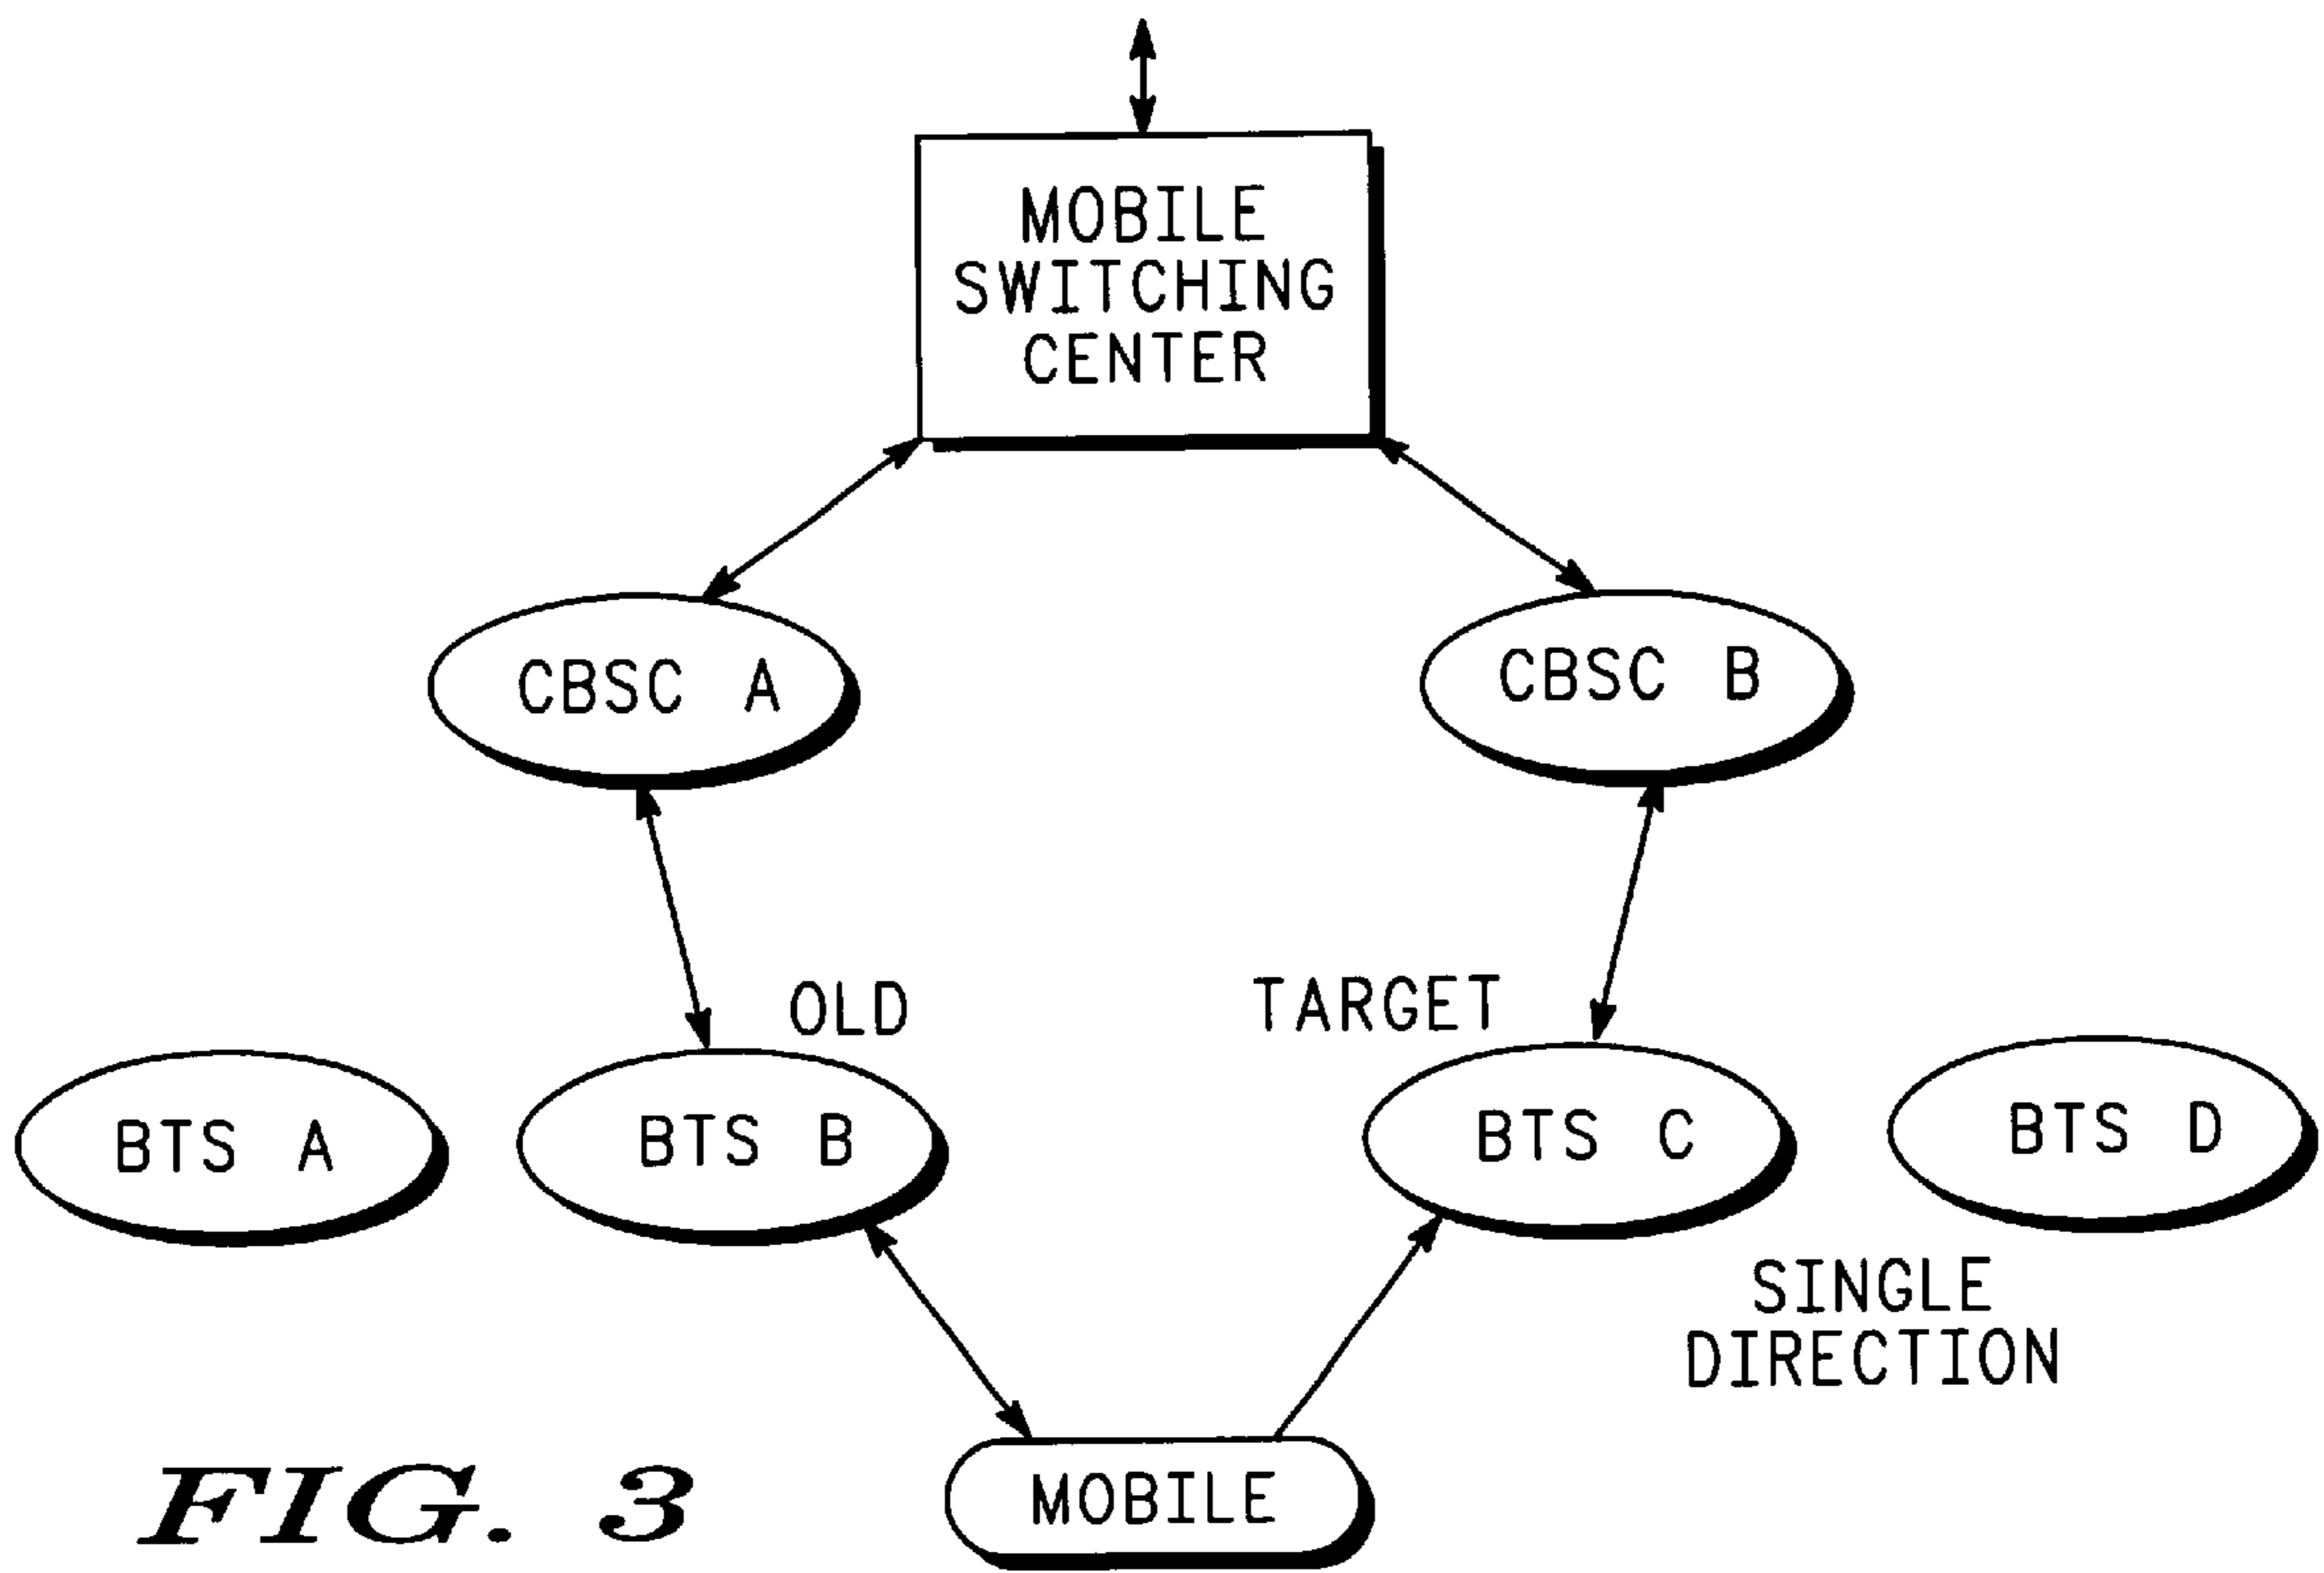 MOBILE
SWITCHING
CENTER
CBSC A
CBSC B
OLD
TARGET
BTS A
BTS B
BTS C
BTS D
SINGLE
DIRECTION
MOBILE
FIG. 3